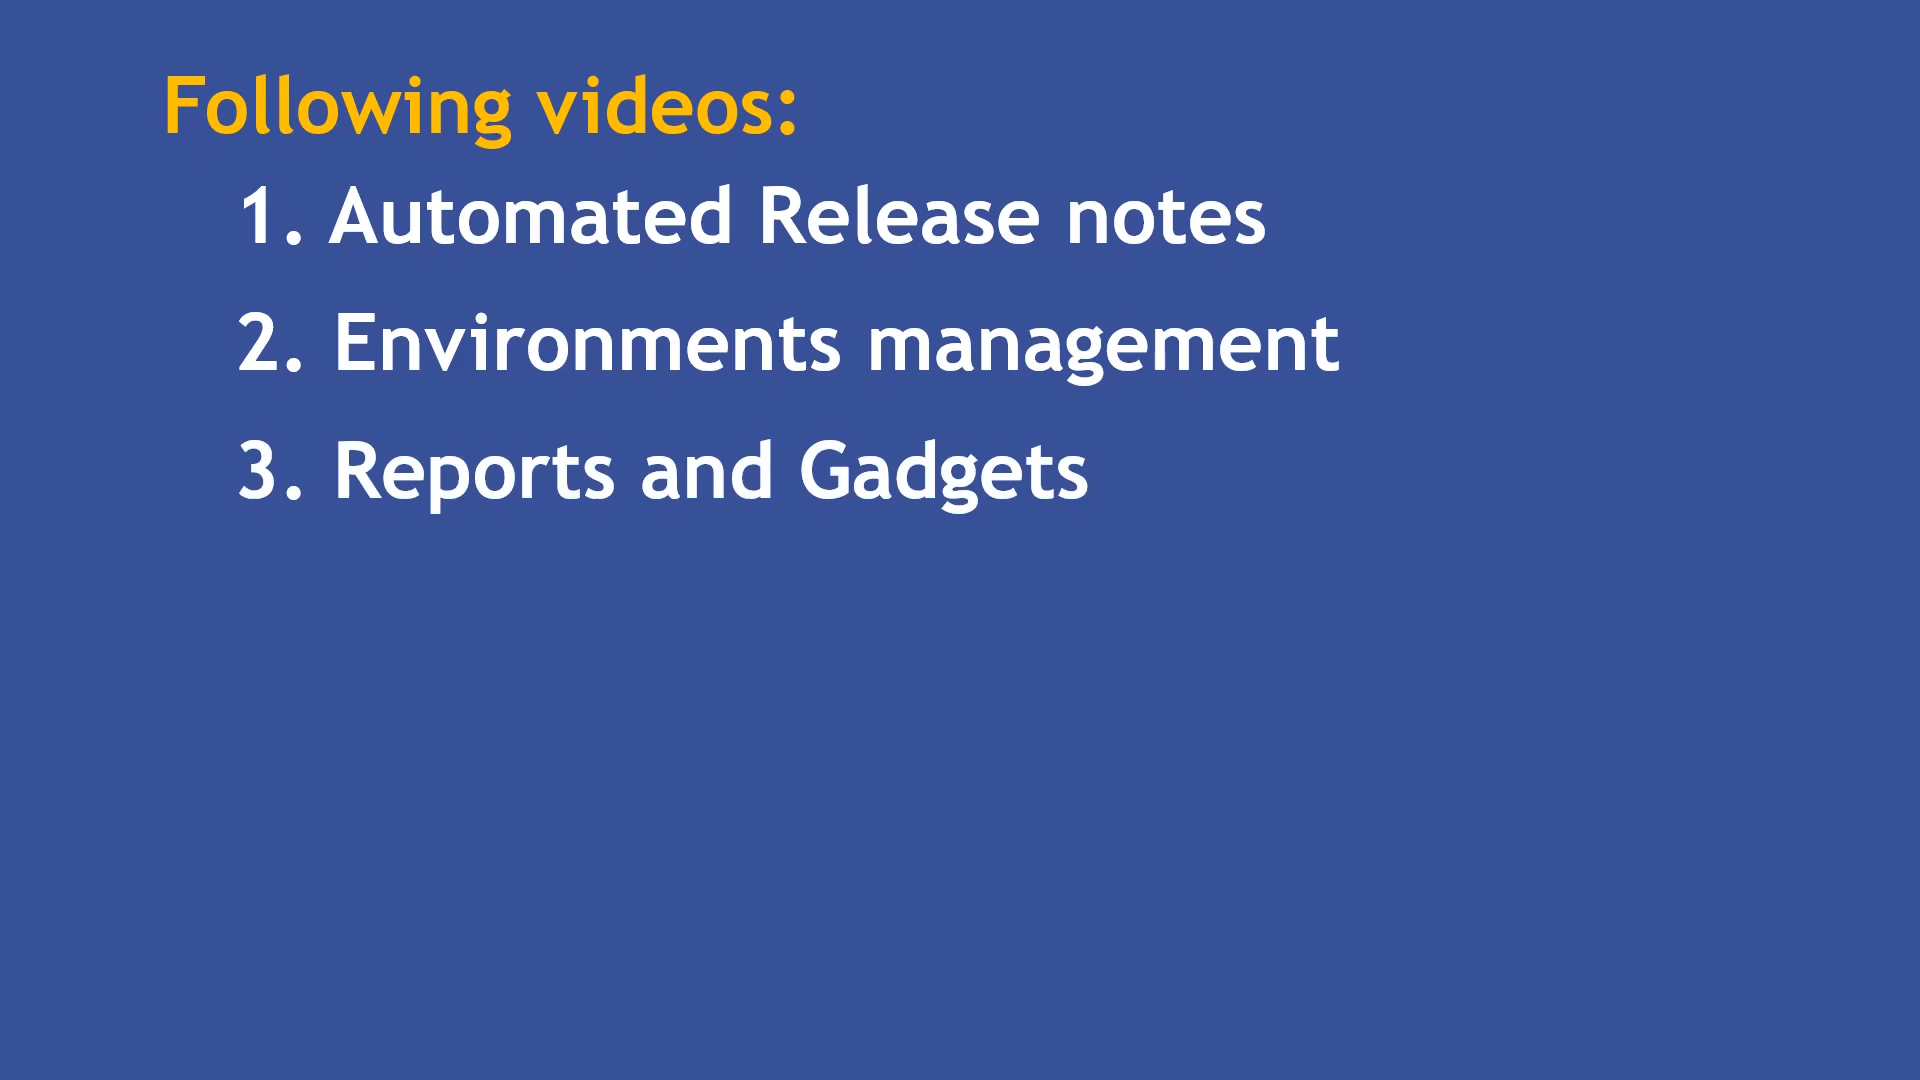 Following videos:
1. Automated Release notes
2. Environments management
3. Reports and Gadgets